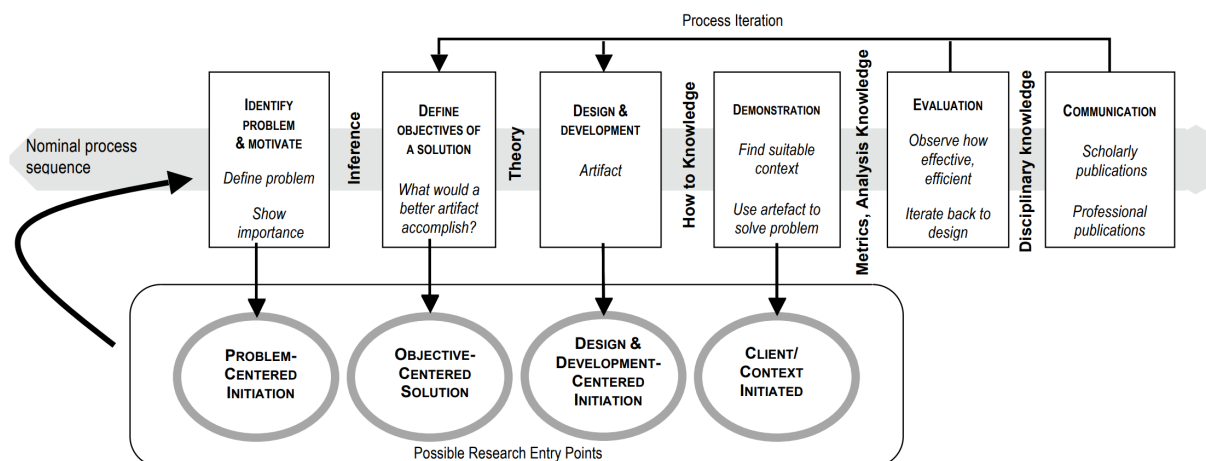 Process Iteration
Nominal process
sequence
IDENTIFY
PROBLEM
& MOTIVATE
Define problem
Show
importance
Inference
DEFINE
OBJECTIVES OF
A SOLUTION
What would a
better artifact
accomplish?
Theory
DESIGN &
DEVELOPMENT
Artifact
How to Knowledge
DEMONSTRATION
Find suitable
context
Use artefact to
solve problem
Metrics, Analysis Knowledge
EVALUATION
Observe how
effective,
efficient
Iterate back to
design
Disciplinary knowledge
COMMUNICATION
Scholarly
publications
Professional
publications
PROBLEM-
CENTERED
INITIATION
OBJECTIVE-
CENTERED
SOLUTION
DESIGN &
DEVELOPMENT-
CENTERED
INITIATION
CLIENT/
CONTEXT
INITIATED
Possible Research Entry Points